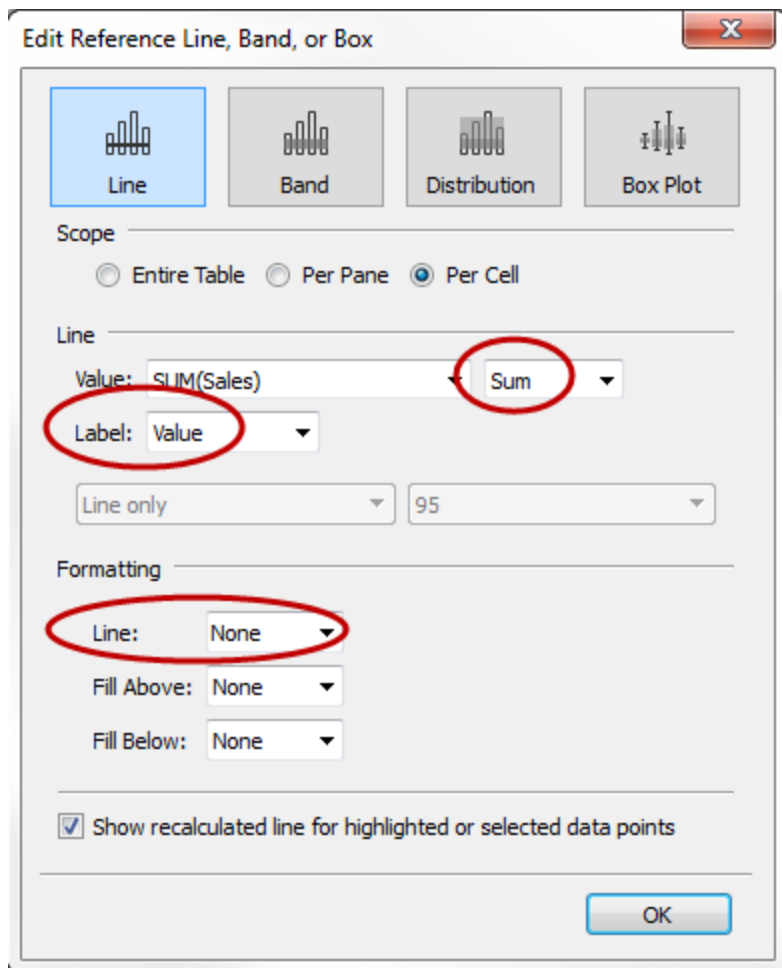 Edit Reference Line, Band, or Box
Line Band Distribution Box Plot
Scope
Entire Table Per Pane Per Cell
Line
Value: SUM(Sales) Sum
Label: Value
Line only 95
Formatting
Line: None
Fill Above: None
Fill Below: None
Show recalculated line for highlighted or selected data points
OK